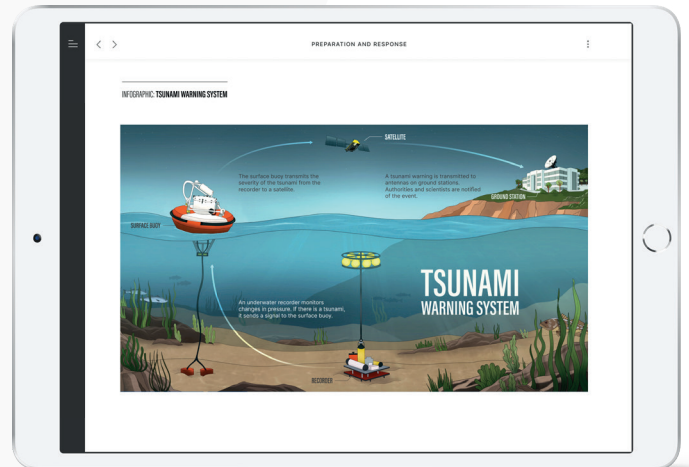 PREPARATION AND RESPONSE
INFOGRAPHIC: TSUNAMI WARNING SYSTEM
SATELLITE
The surface buoy transmits the
severity of the tsunami from the
recorder to a satellite.
A tsunami warning is transmitted to
antennas on ground stations.
Authorities and scientists are notified
of the event.
GROUND STATION
SURFACE BUOY
TSUNAMI
WARNING SYSTEM
An underwater recorder monitors
changes in pressure. If there is a tsunami,
it sends a signal to the surface buoy.
RECORDER